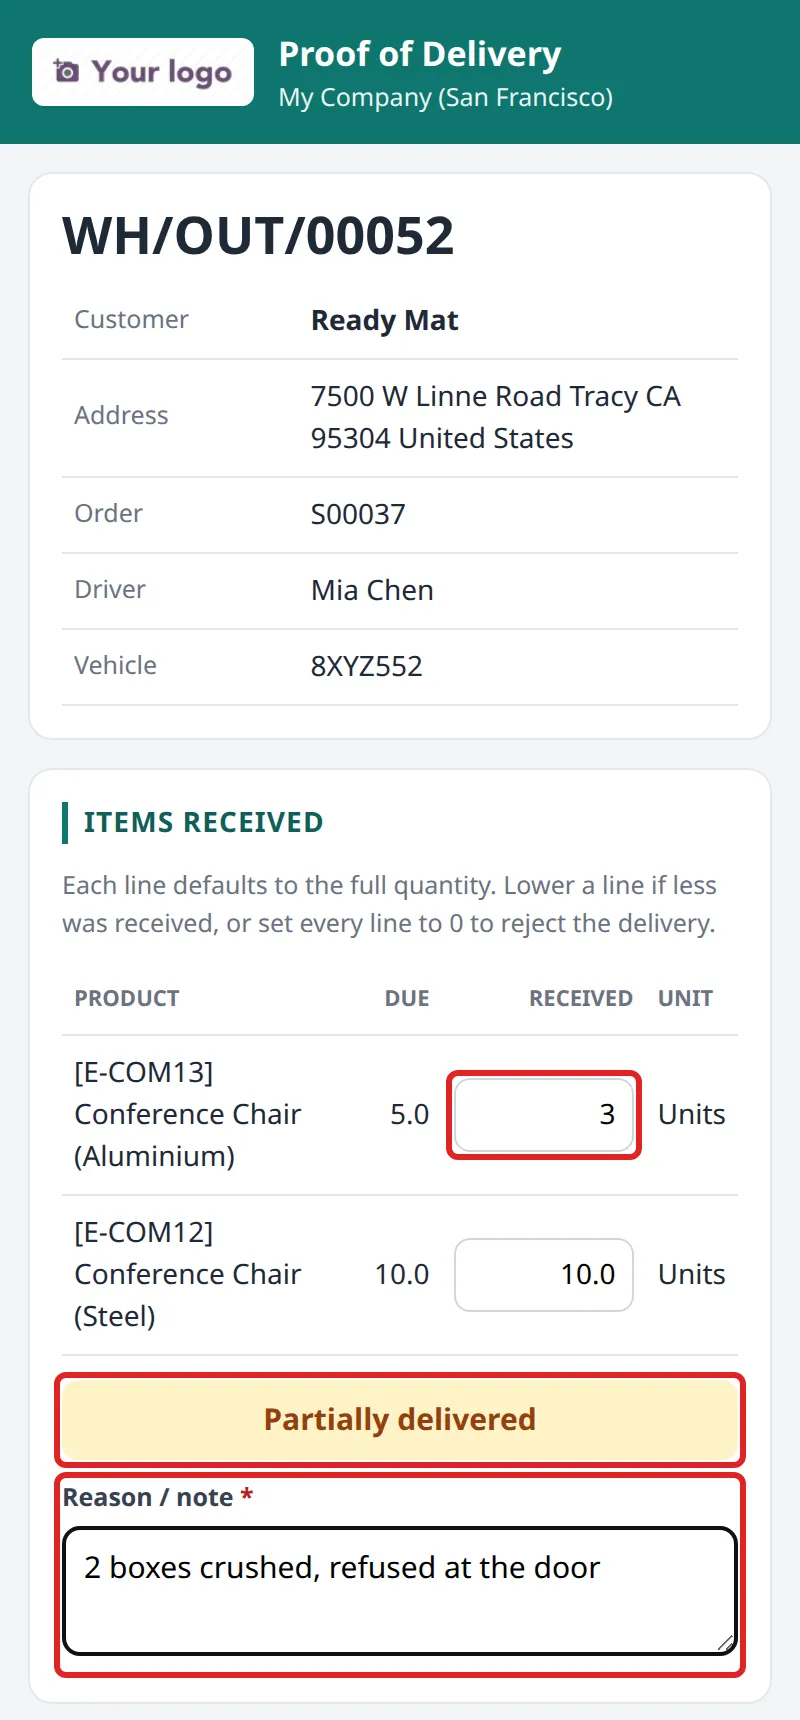 Your logo
Proof of Delivery
My Company (San Francisco)
WH/OUT/00052
Customer Ready Mat
Address 7500 W Linne Road Tracy CA
95304 United States
Order S00037
Driver Mia Chen
Vehicle 8XYZ552
ITEMS RECEIVED
Each line defaults to the full quantity. Lower a line if less
was received, or set every line to 0 to reject the delivery.
PRODUCT DUE RECEIVED UNIT
[E-COM13]
Conference Chair 5.0 3 Units
(Aluminium)
[E-COM12]
Conference Chair 10.0 10.0 Units
(Steel)
Partially delivered
Reason / note *
2 boxes crushed, refused at the door